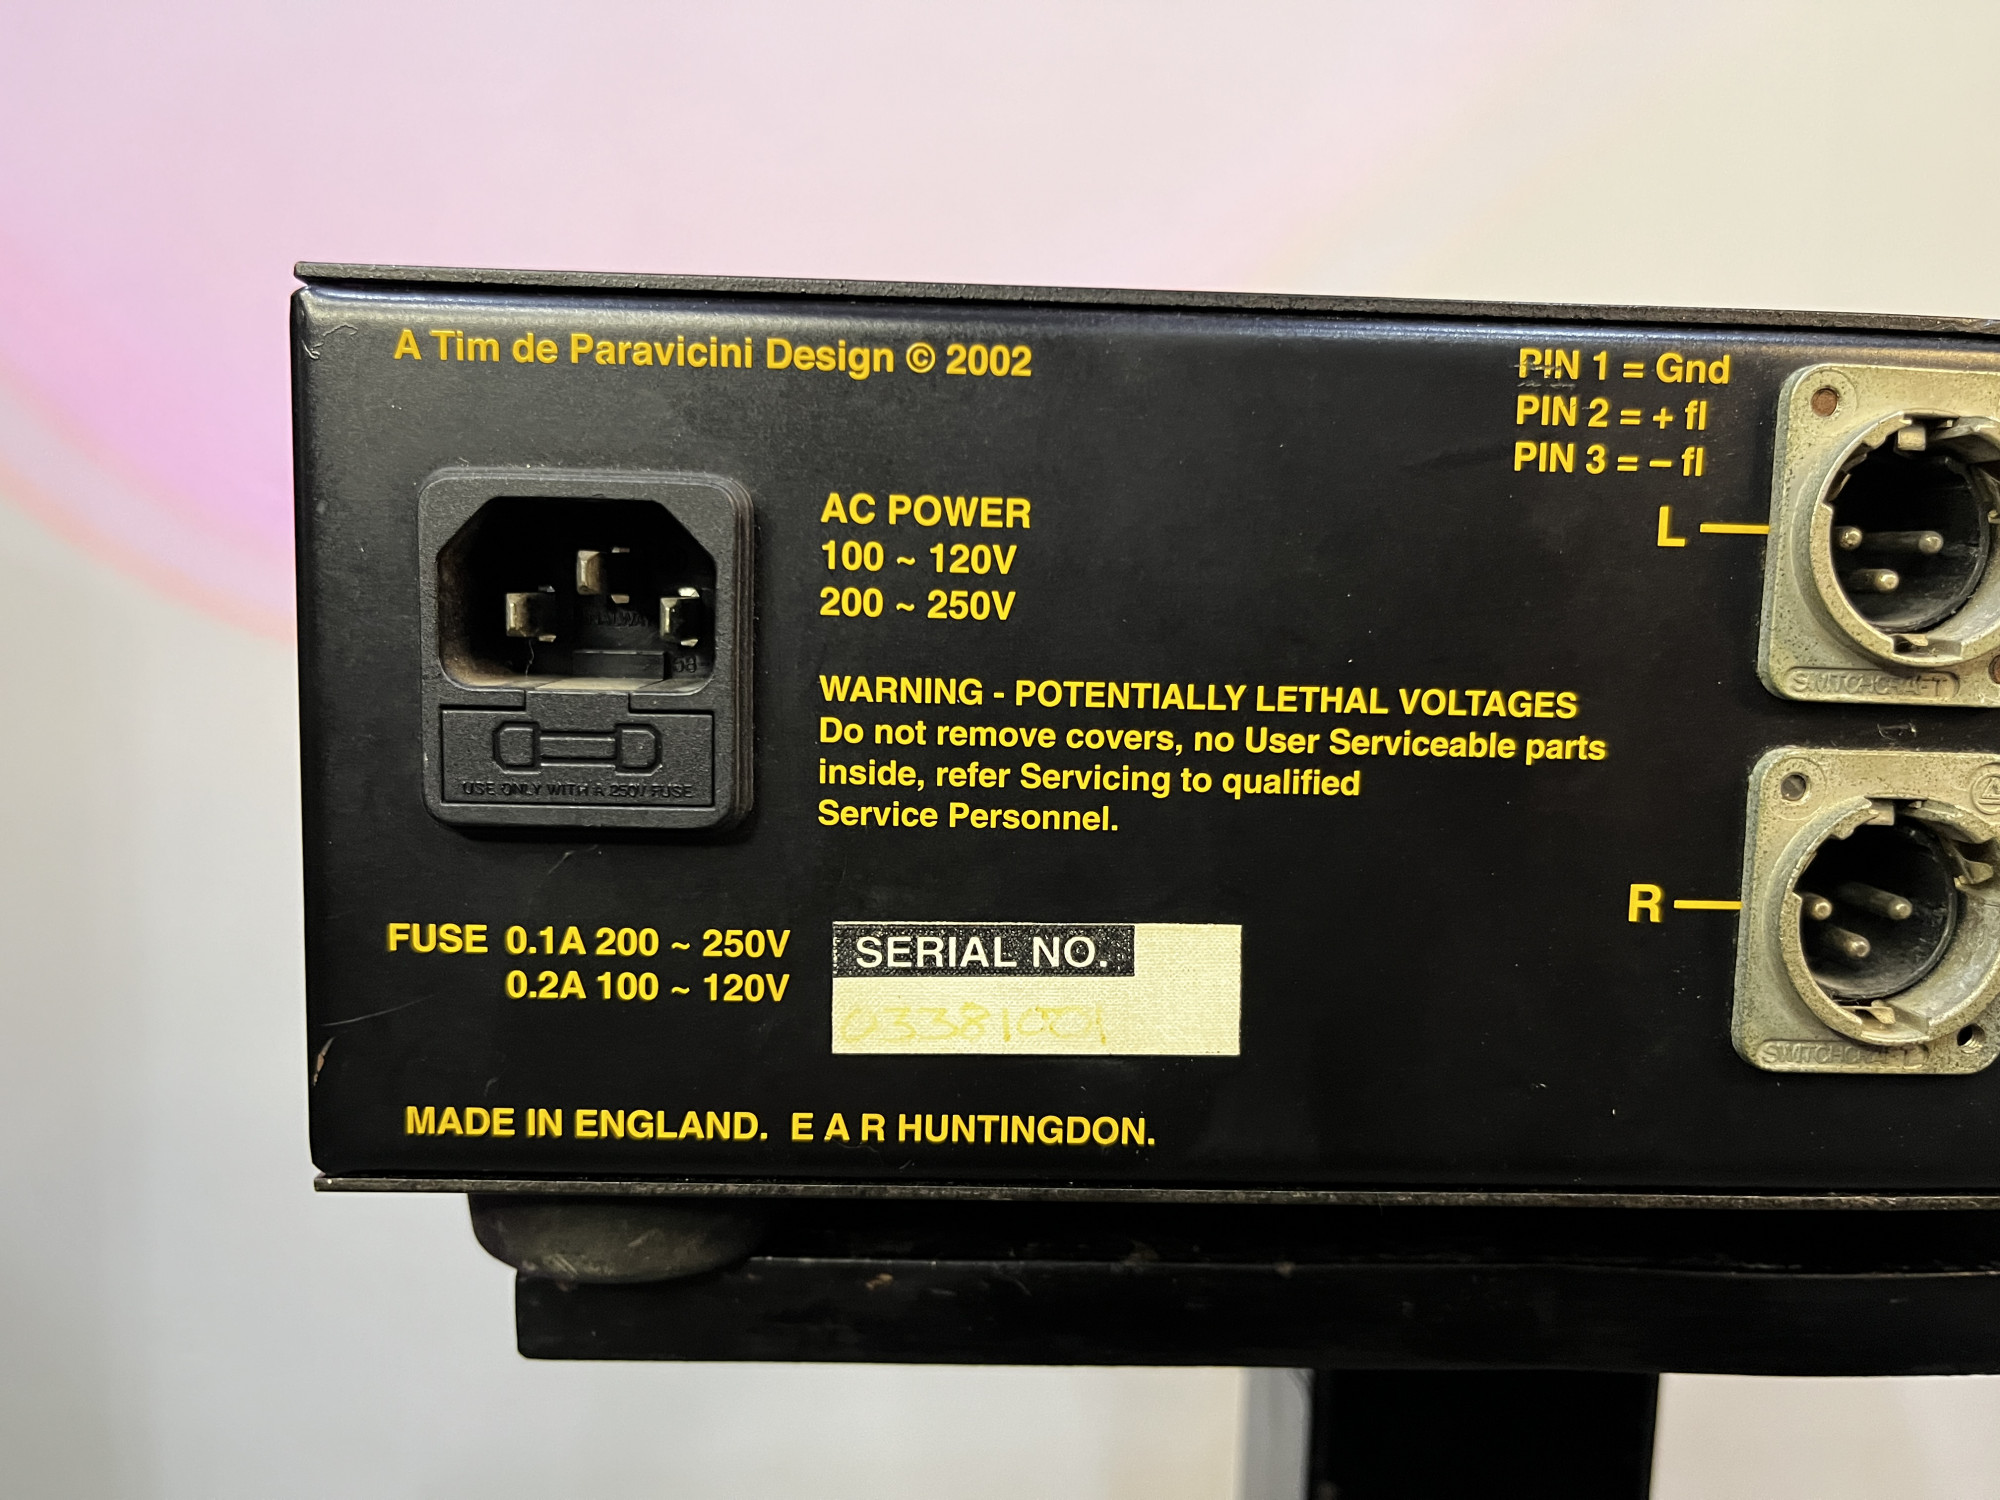 A Tim de Paravicini Design © 2002
PIN 1 = Gnd
PIN 2 = + fl
PIN 3 = – fl
L
AC POWER
100 ~ 120V
200 ~ 250V
SWITCHCRAFT
WARNING - POTENTIALLY LETHAL VOLTAGES
Do not remove covers, no User Serviceable parts
inside, refer Servicing to qualified
Service Personnel.
USE ONLY WITH A 250V FUSE
R
FUSE 0.1A 200 ~ 250V
0.2A 100 ~ 120V
SERIAL NO.
03381001
SWITCHCRAFT
MADE IN ENGLAND. E A R HUNTINGDON.